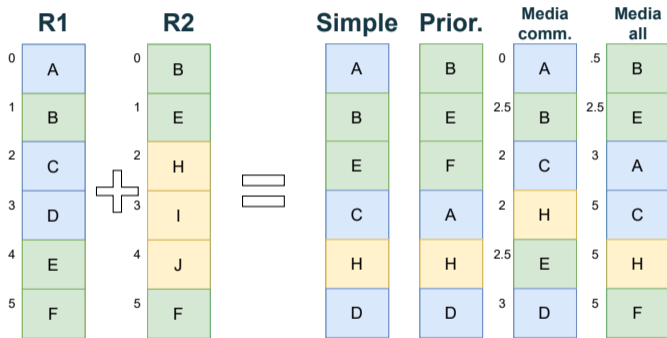 R1 R2 Simple Prior. Media comm. Media all
0 A 0 B A B 0 A .5 B
1 B 1 E B E 2.5 B 2.5 E
2 C 2 H E F 2 C 3 A
3 D 3 I C A 2 H 5 C
4 E 4 J H H 2.5 E 5 H
5 F 5 F D D 3 D 5 F